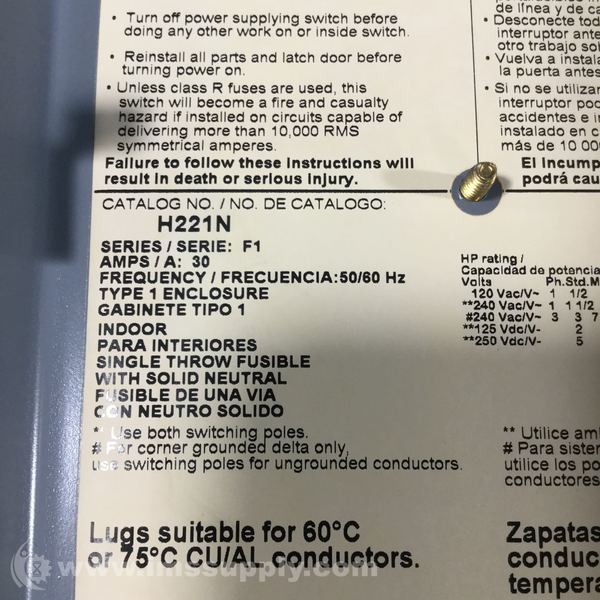 • Turn off power supplying switch before
doing any other work on or inside switch.
• Reinstall all parts and latch door before
turning power on.
• Unless class R fuses are used, this
switch will become a fire and casualty
hazard if installed on circuits capable of
delivering more than 10,000 RMS
symmetrical amperes.
Failure to follow these instructions will
result in death or serious injury.
de línea y de ca
• Desconecte tod
interruptor ante
otro trabajo so
• Vuelva a instala
la puerta antes
• Si no se utiliza
interruptor po
accidentes e i
instalado en c
más de 10 00
El incump
podrá cau
CATALOG NO. / NO. DE CATALOGO:
H221N
SERIES / SERIE: F1
AMPS / A: 30
FREQUENCY / FRECUENCIA:50/60 Hz
TYPE 1 ENCLOSURE
GABINETE TIPO 1
INDOOR
PARA INTERIORES
SINGLE THROW FUSIBLE
WITH SOLID NEUTRAL
FUSIBLE DE UNA VIA
CON NEUTRO SOLIDO
HP rating /
Capacidad de potencia
Volts Ph.Std.M
120 Vac/V~ 1 1/2
**240 Vac/V~ 1 1 1/2
#240 Vac/V~ 3 3 7
**125 Vdc/V- 2
**250 Vdc/V- 5
** Use both switching poles.
# For corner grounded delta only,
use switching poles for ungrounded conductors.
** Utilice am
# Para sister
utilice los po
conductores
Lugs suitable for 60°C
or 75°C CU/AL conductors.
Zapatas
conduc
tempera
www.imssupply.com